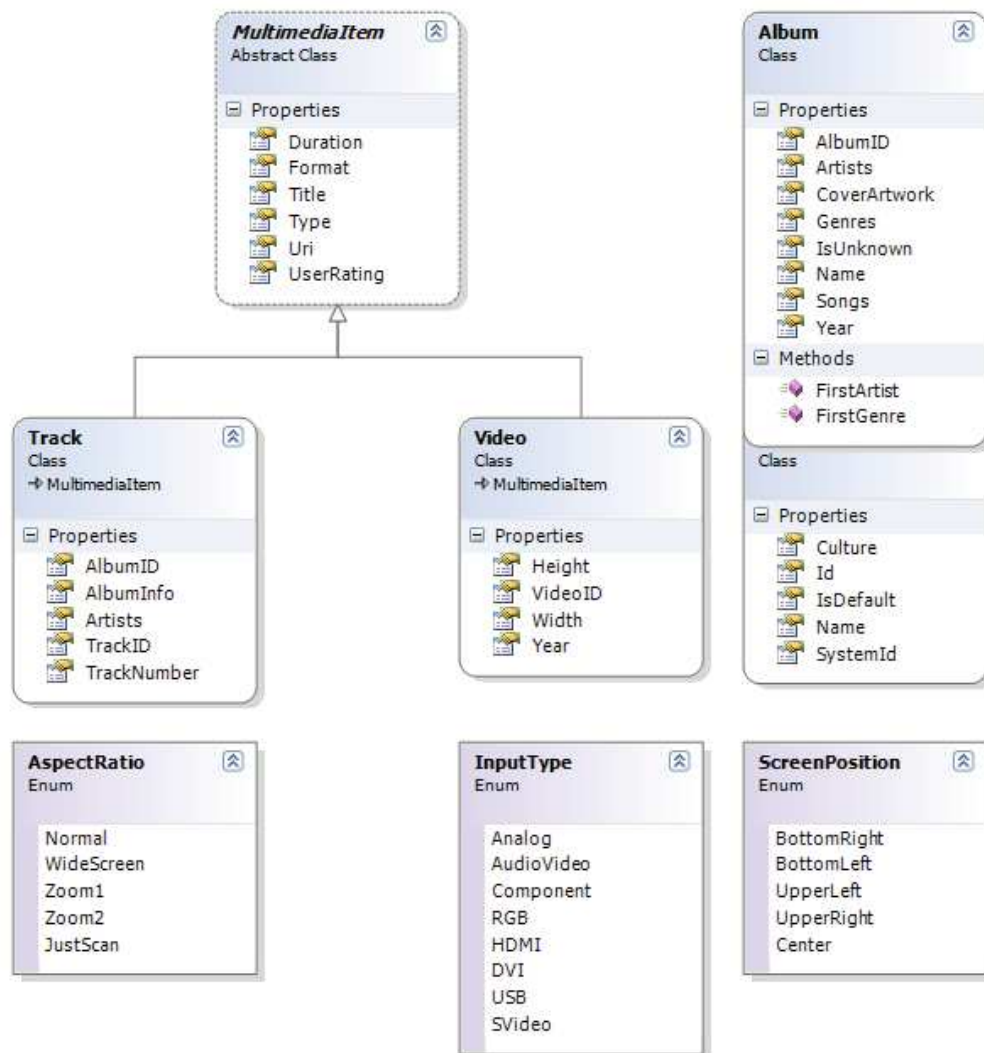 MultimediaItem
Abstract Class
Properties
Duration
Format
Title
Type
Uri
UserRating
Album
Class
Properties
AlbumID
Artists
CoverArtwork
Genres
IsUnknown
Name
Songs
Year
Methods
FirstArtist
FirstGenre
Track
Class
MultimediaItem
Properties
AlbumID
AlbumInfo
Artists
TrackID
TrackNumber
Video
Class
MultimediaItem
Properties
Height
VideoID
Width
Year
Class
Properties
Culture
Id
IsDefault
Name
SystemId
AspectRatio
Enum
Normal
WideScreen
Zoom1
Zoom2
JustScan
InputType
Enum
Analog
AudioVideo
Component
RGB
HDMI
DVI
USB
SVideo
ScreenPosition
Enum
BottomRight
BottomLeft
UpperLeft
UpperRight
Center